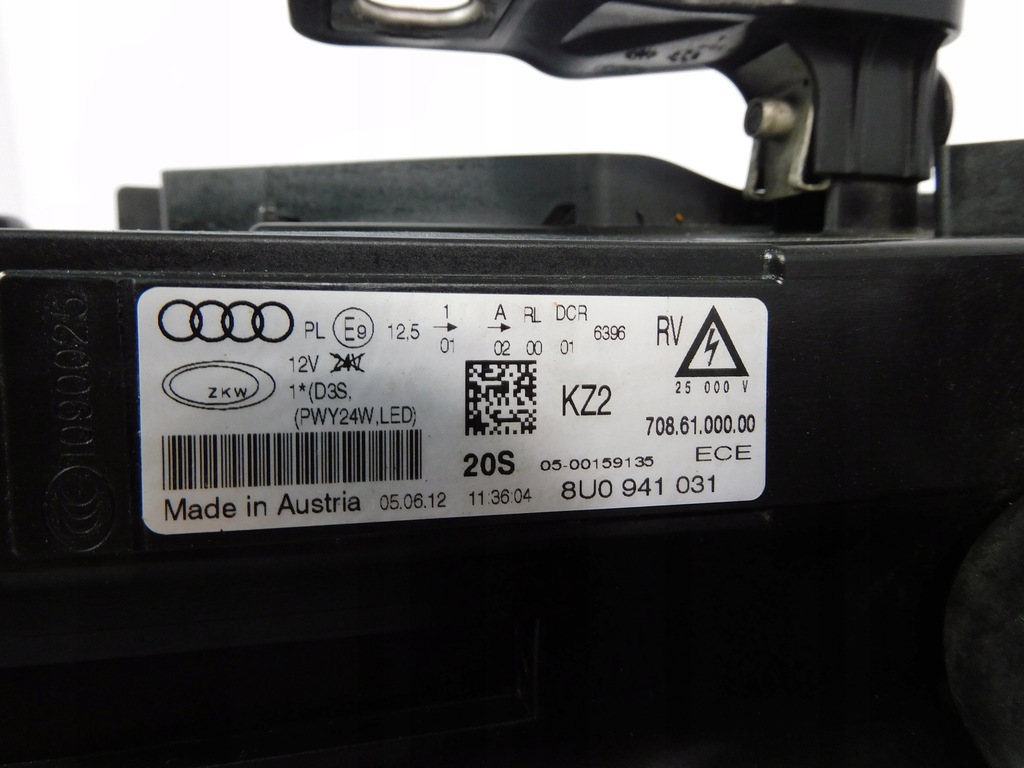 1 A RL DCR
PL E9 12,5 → → 6396 RV
01 02 00 01
12V 24V
ZKW 1*(D3S,
(PWY24W,LED) KZ2
25 000 V
708.61.000.00
20S 05-00159135 ECE
Made in Austria 05.06.12 11:36:04 8U0 941 031